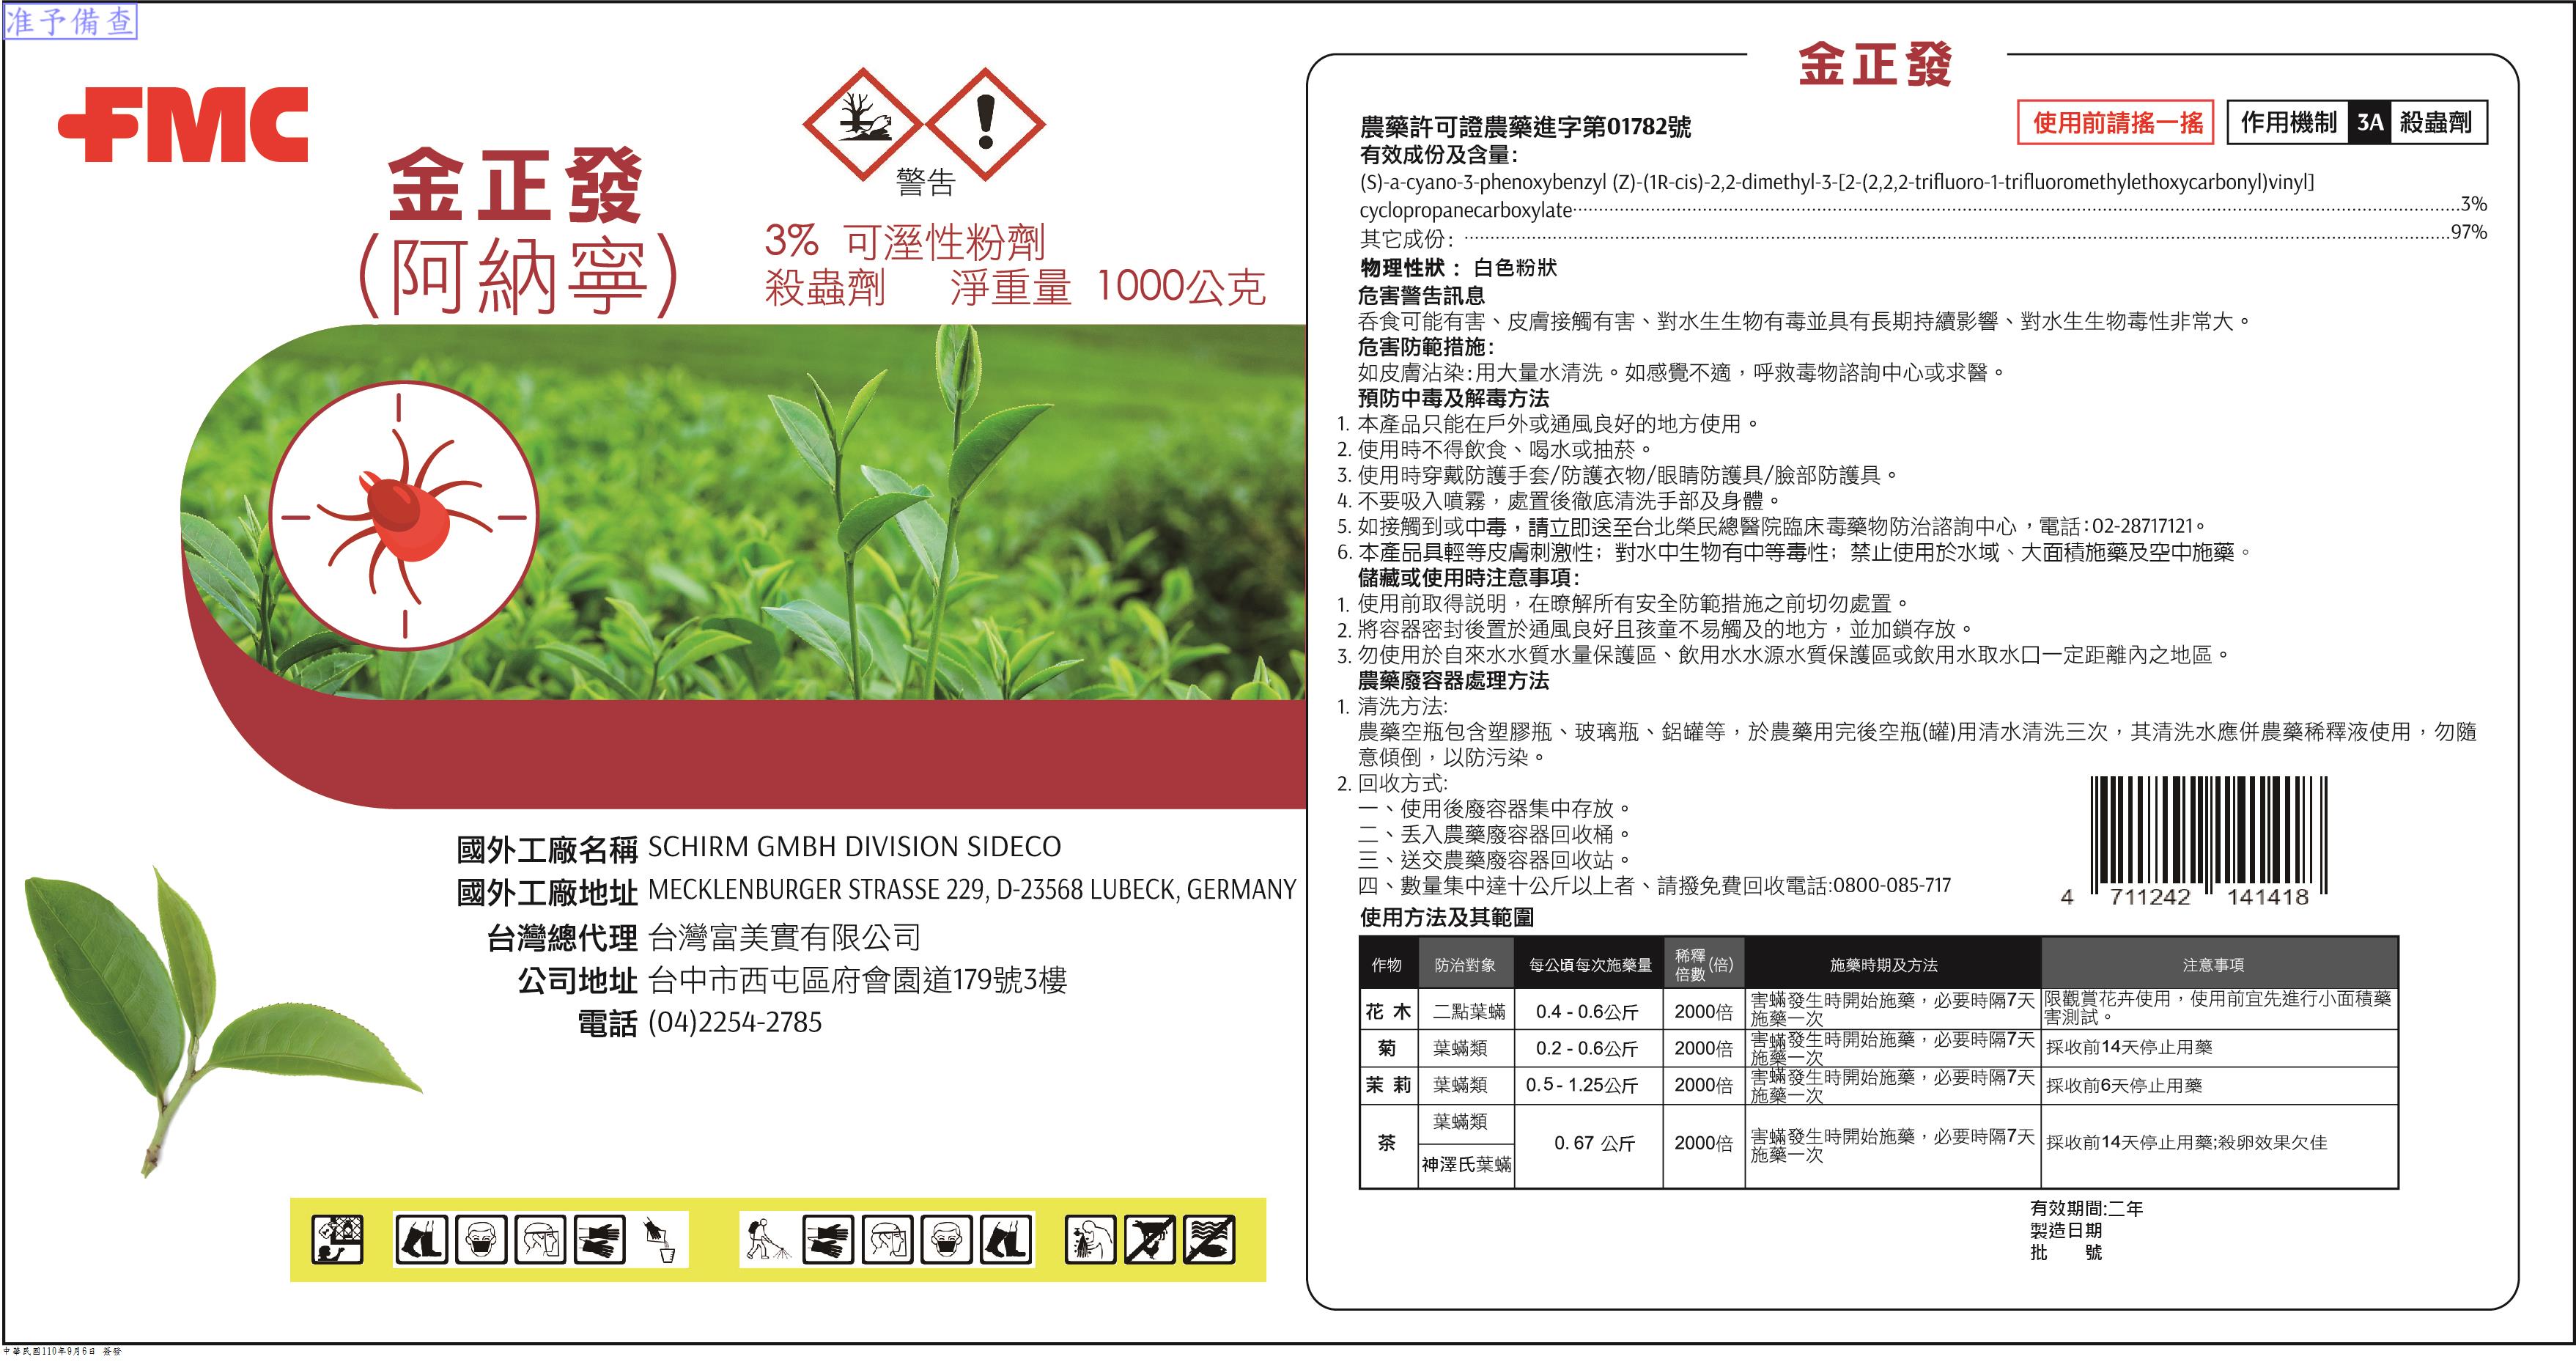 准予備查
FMC
金正發
(阿納寧)
警告
3% 可溼性粉劑
殺蟲劑 淨重量 1000公克
國外工廠名稱 SCHIRM GMBH DIVISION SIDECO
國外工廠地址 MECKLENBURGER STRASSE 229, D-23568 LUBECK, GERMANY
台灣總代理 台灣富美實有限公司
公司地址 台中市西屯區府會園道179號3樓
電話 (04)2254-2785
金正發
農藥許可證農藥進字第01782號
使用前請搖一搖
作用機制 3A 殺蟲劑
有效成份及含量:
(S)-a-cyano-3-phenoxybenzyl (Z)-(1R-cis)-2,2-dimethyl-3-[2-(2,2,2-trifluoro-1-trifluoromethylethoxycarbonyl)vinyl]
cyclopropanecarboxylate 3%
其它成份: 97%
物理性狀: 白色粉狀
危害警告訊息
吞食可能有害、皮膚接觸有害、對水生生物有毒並具有長期持續影響、對水生生物毒性非常大。
危害防範措施:
如皮膚沾染:用大量水清洗。如感覺不適,呼救毒物諮詢中心或求醫。
預防中毒及解毒方法
1. 本產品只能在戶外或通風良好的地方使用。
2. 使用時不得飲食、喝水或抽菸。
3. 使用時穿戴防護手套/防護衣物/眼睛防護具/臉部防護具。
4. 不要吸入噴霧,處置後徹底清洗手部及身體。
5. 如接觸到或中毒,請立即送至台北榮民總醫院臨床毒藥物防治諮詢中心,電話:02-28717121。
6. 本產品具輕等皮膚刺激性;對水中生物有中等毒性;禁止使用於水域、大面積施藥及空中施藥。
儲藏或使用時注意事項:
1. 使用前取得説明,在瞭解所有安全防範措施之前切勿處置。
2. 將容器密封後置於通風良好且孩童不易觸及的地方,並加鎖存放。
3. 勿使用於自來水水質水量保護區、飲用水水源水質保護區或飲用水取水口一定距離內之地區。
農藥廢容器處理方法
1. 清洗方法:
農藥空瓶包含塑膠瓶、玻璃瓶、鋁罐等,於農藥用完後空瓶(罐)用清水清洗三次,其清洗水應併農藥稀釋液使用,勿隨
意傾倒,以防污染。
2. 回收方式:
一、使用後廢容器集中存放。
二、丟入農藥廢容器回收桶。
三、送交農藥廢容器回收站。
四、數量集中達十公斤以上者、請撥免費回收電話:0800-085-717
4 711242 141418
使用方法及其範圍
作物 防治對象 每公頃每次施藥量 稀釋倍數(倍) 施藥時期及方法 注意事項
花木 二點葉蟎 0.4 - 0.6公斤 2000倍 害蟎發生時開始施藥,必要時隔7天施藥一次 限觀賞花卉使用,使用前宜先進行小面積藥害測試。
菊 葉蟎類 0.2 - 0.6公斤 2000倍 害蟎發生時開始施藥,必要時隔7天施藥一次 採收前14天停止用藥
茉莉 葉蟎類 0.5 - 1.25公斤 2000倍 害蟎發生時開始施藥,必要時隔7天施藥一次 採收前6天停止用藥
茶 葉蟎類 神澤氏葉蟎 0.67 公斤 2000倍 害蟎發生時開始施藥,必要時隔7天施藥一次 採收前14天停止用藥;殺卵效果欠佳
有效期間:二年
製造日期
批 號
中華民國110年9月6日 簽發